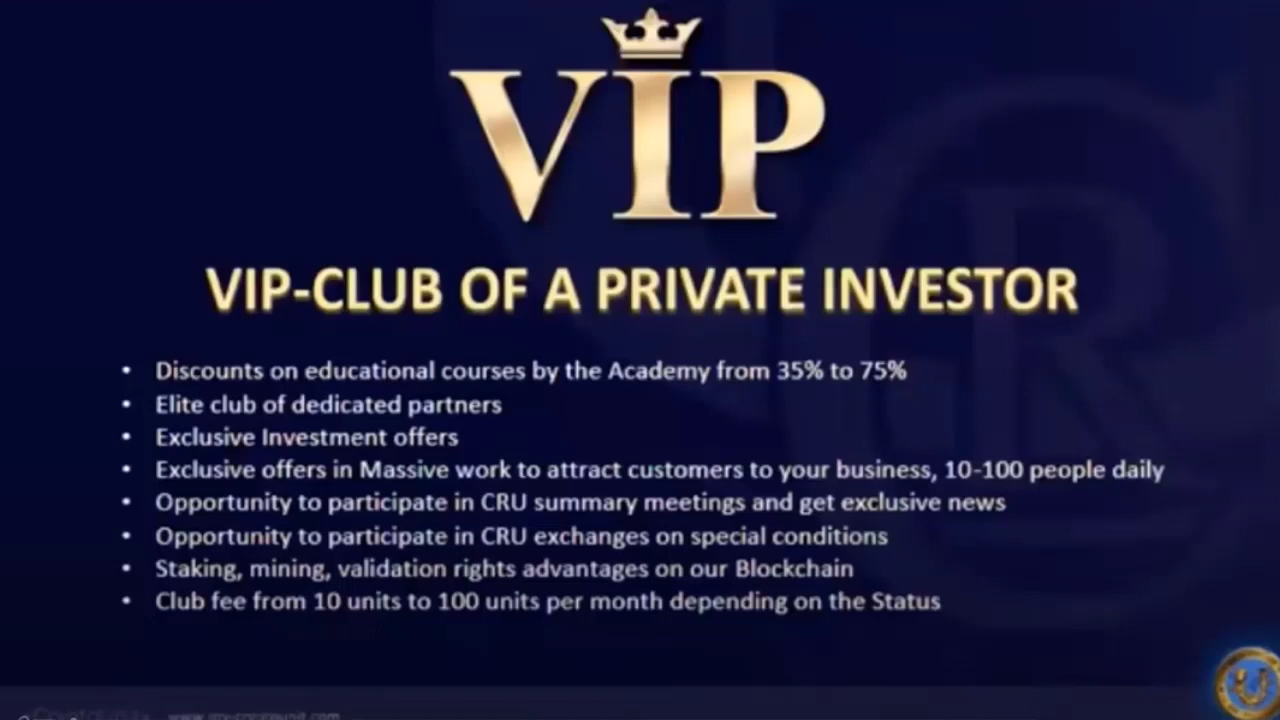 VIP
VIP-CLUB OF A PRIVATE INVESTOR
• Discounts on educational courses by the Academy from 35% to 75%
• Elite club of dedicated partners
• Exclusive Investment offers
• Exclusive offers in Massive work to attract customers to your business, 10-100 people daily
• Opportunity to participate in CRU summary meetings and get exclusive news
• Opportunity to participate in CRU exchanges on special conditions
• Staking, mining, validation rights advantages on our Blockchain
• Club fee from 10 units to 100 units per month depending on the Status